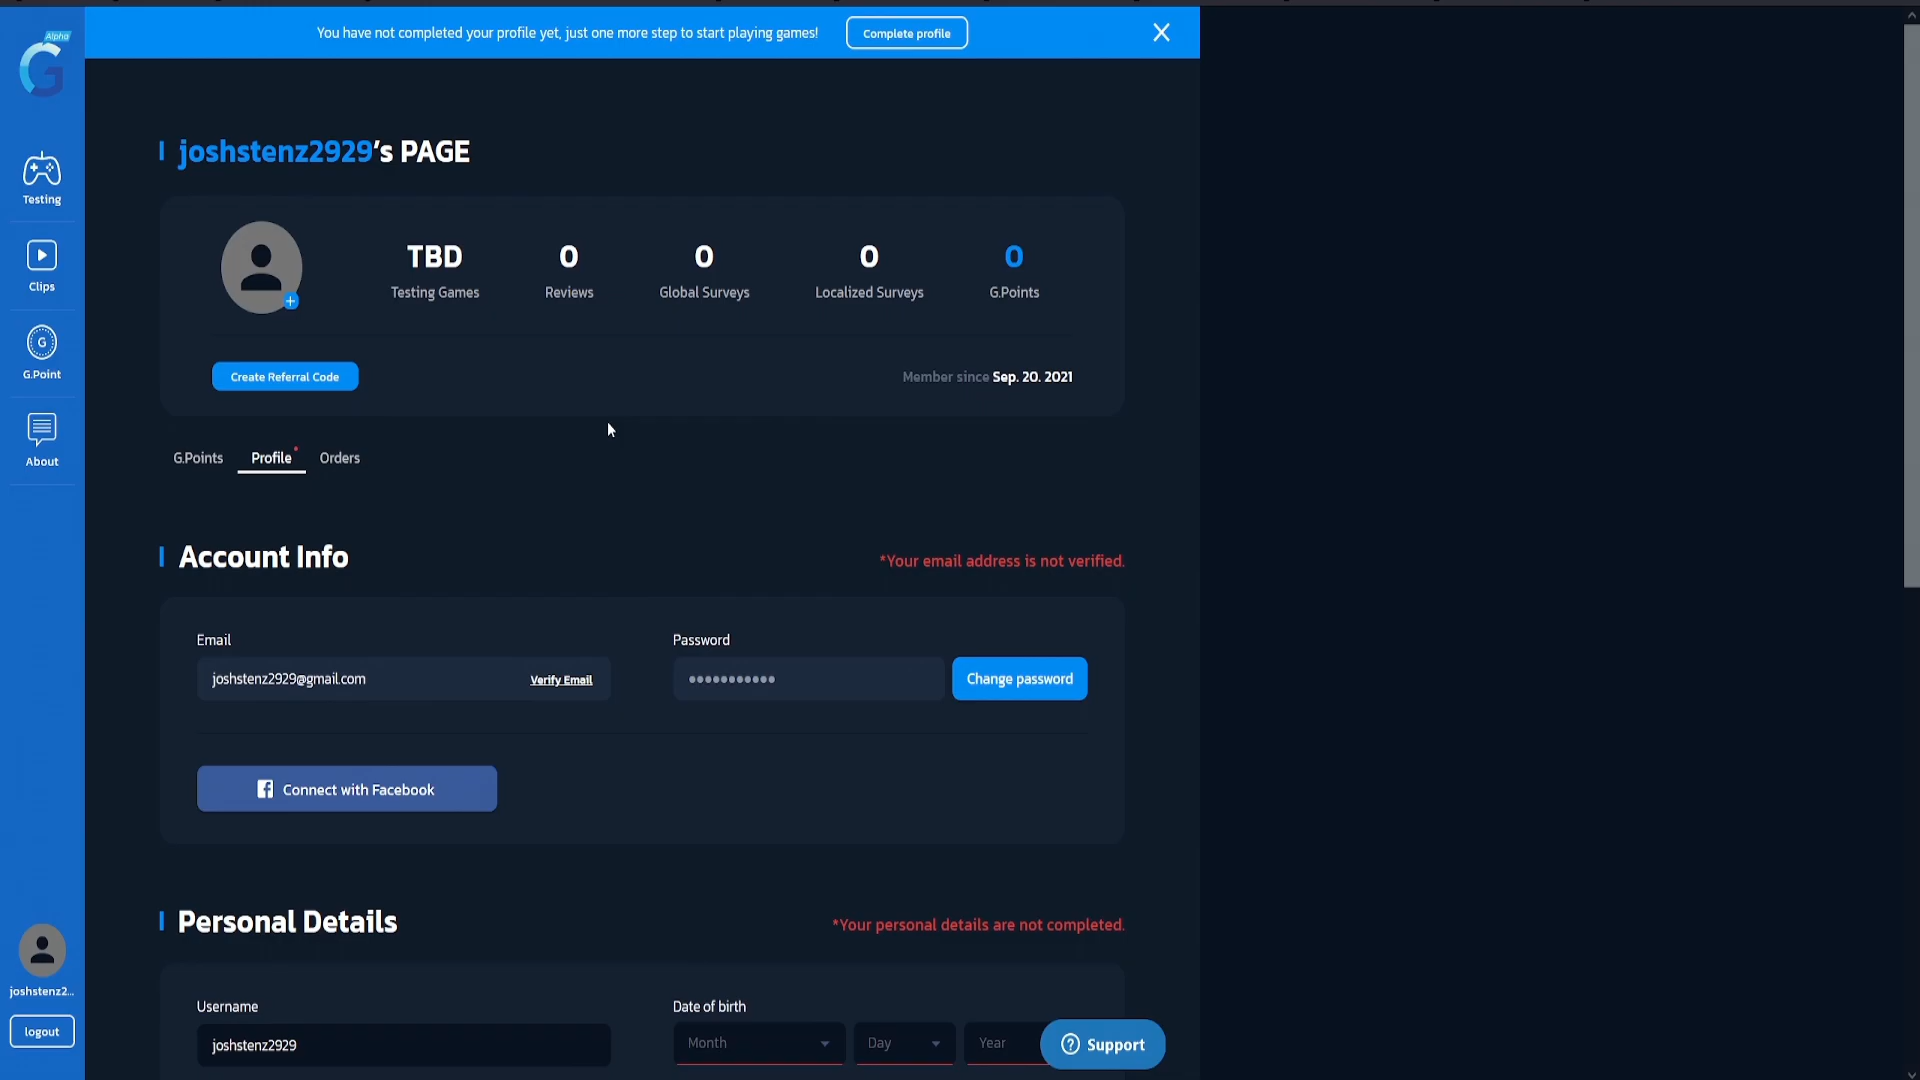 You have not completed your profile yet, just one more step to start playing games!
Complete profile
Alpha
G
Testing
Clips
G
G.Point
About
joshstenz2...
logout
joshstenz2929's PAGE
TBD
Testing Games
0
Reviews
0
Global Surveys
0
Localized Surveys
0
G.Points
Create Referral Code
Member since Sep. 20. 2021
G.Points
Profile*
Orders
Account Info
*Your email address is not verified.
Email
joshstenz2929@gmail.com
Verify Email
Password
Change password
Connect with Facebook
Personal Details
*Your personal details are not completed.
Username
joshstenz2929
Date of birth
Month
Day
Year
Support